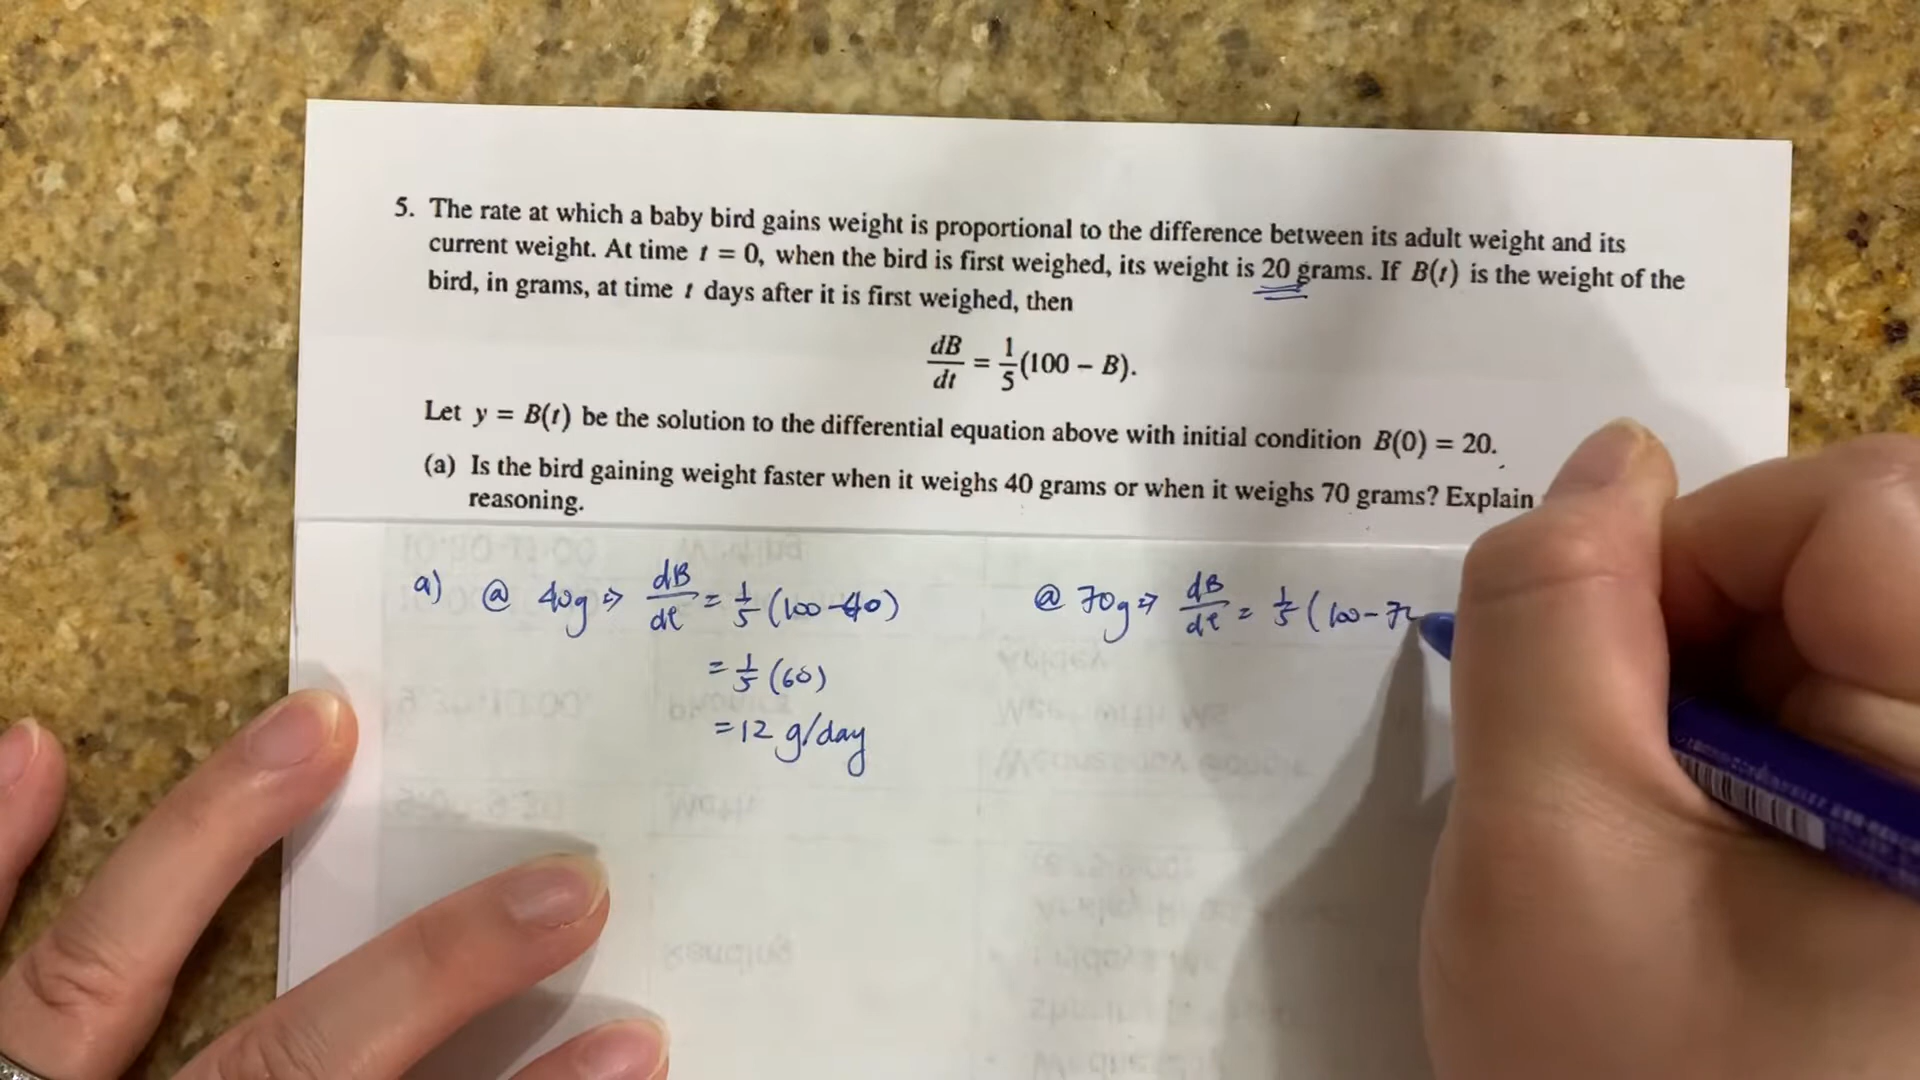 5. The rate at which a baby bird gains weight is proportional to the difference between its adult weight and its
current weight. At time t = 0, when the bird is first weighed, its weight is 20 grams. If B(t) is the weight of the
bird, in grams, at time t days after it is first weighed, then
dB/dt = 1/5(100 − B).
Let y = B(t) be the solution to the differential equation above with initial condition B(0) = 20.
(a) Is the bird gaining weight faster when it weighs 40 grams or when it weighs 70 grams? Explain
reasoning.
a) @ 40g ⇒ dB/dt = 1/5 (100-40)
= 1/5 (60)
= 12 g/day
@ 70g ⇒ dB/dt = 1/5 (100-7